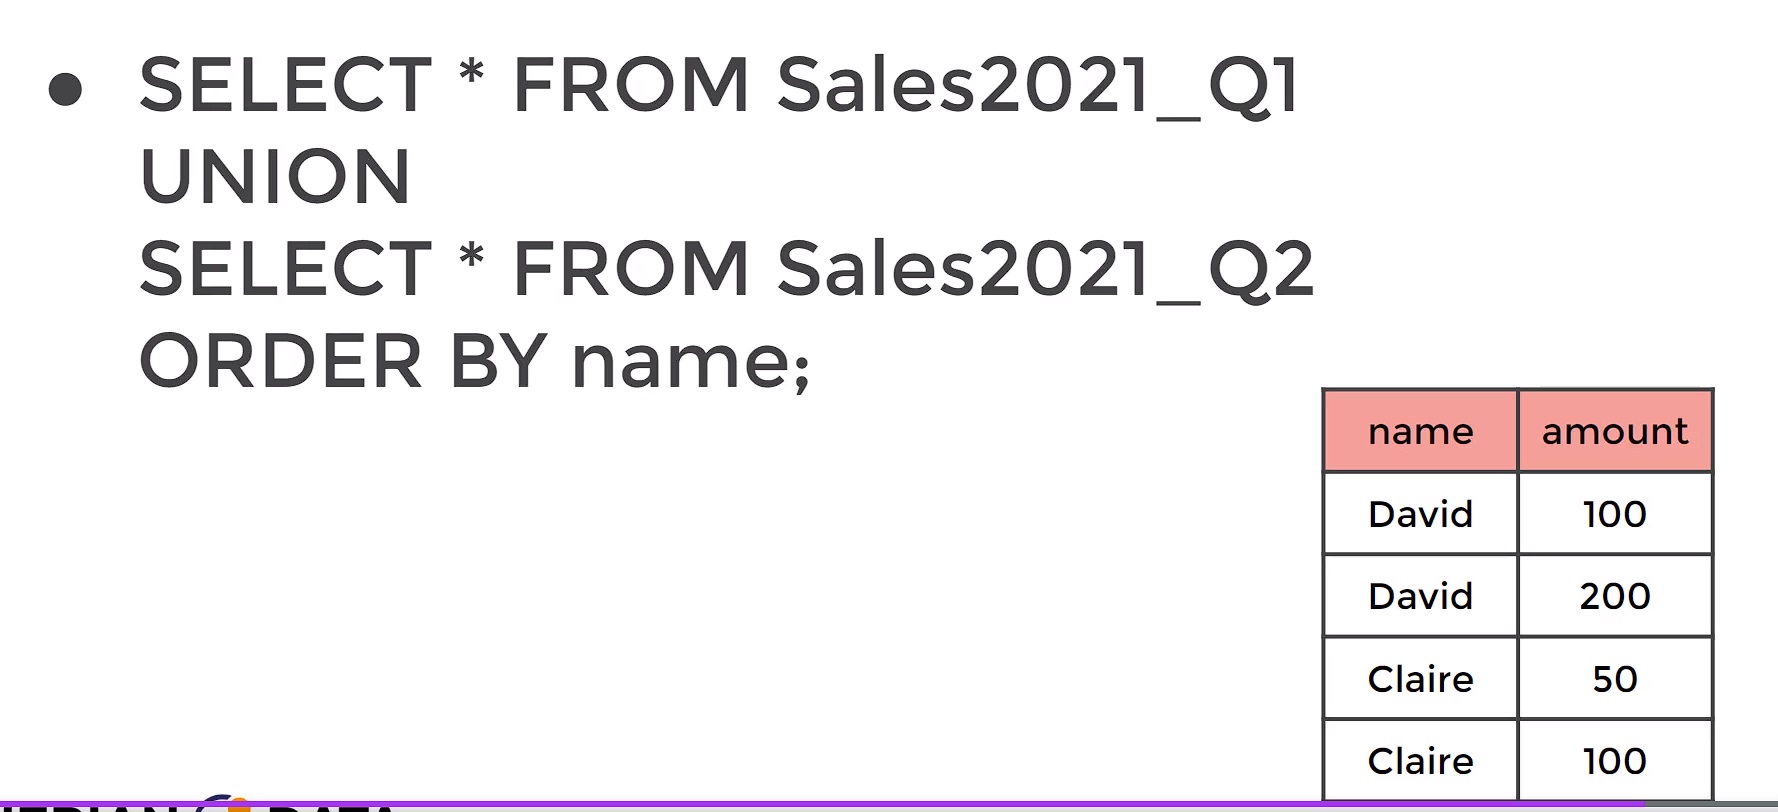 ● SELECT * FROM Sales2021_Q1
UNION
SELECT * FROM Sales2021_Q2
ORDER BY name;
name amount
David 100
David 200
Claire 50
Claire 100
DATA